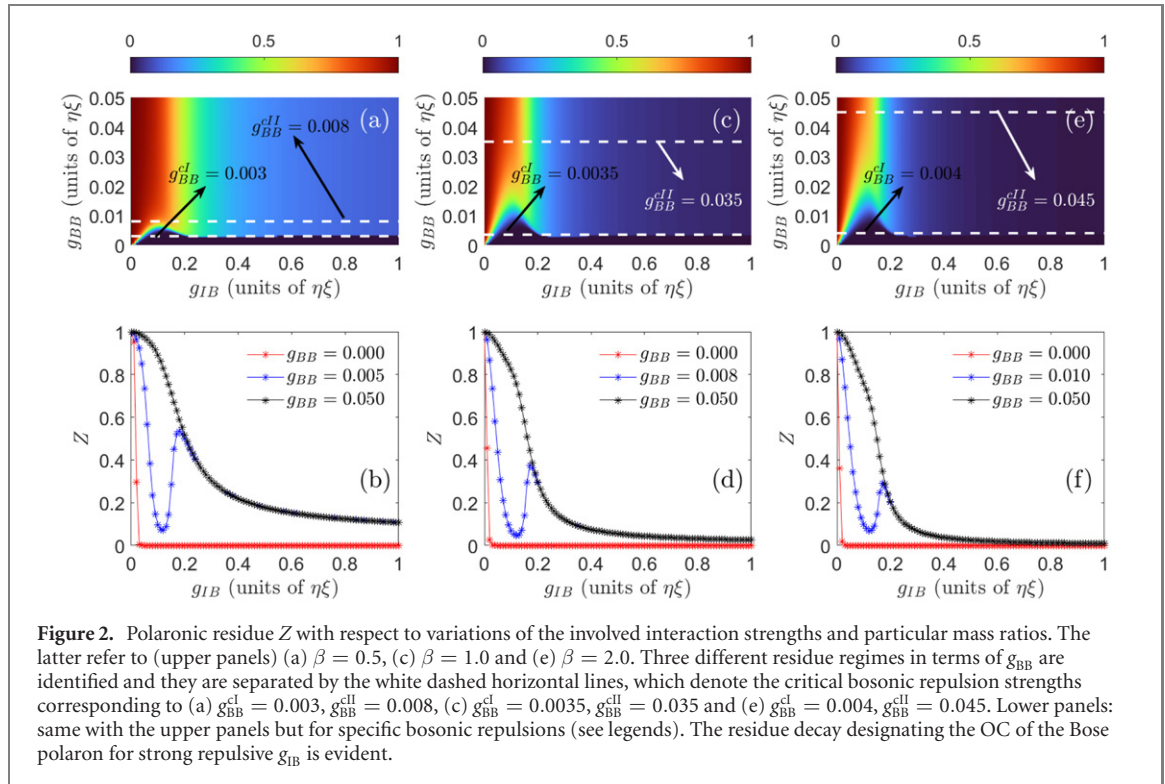 0 0.5 1 0 0.5 1 0 0.5 1
0.05 (a) 0.05 (c) 0.05 (e)
0.04 g_{BB}^{cII} = 0.008 0.04 0.04
0.03 0.03 0.03
g_{BB}^{cI} = 0.003 g_{BB}^{cI} = 0.0035 g_{BB}^{cI} = 0.004
0.02 0.02 g_{BB}^{cII} = 0.035 0.02 g_{BB}^{cII} = 0.045
0.01 0.01 0.01
0 0 0
g_{BB} (units of ηξ) g_{BB} (units of ηξ) g_{BB} (units of ηξ)
0 0.2 0.4 0.6 0.8 1 0 0.2 0.4 0.6 0.8 1 0 0.2 0.4 0.6 0.8 1
g_{IB} (units of ηξ) g_{IB} (units of ηξ) g_{IB} (units of ηξ)
1 g_{BB} = 0.000 1 g_{BB} = 0.000 1 g_{BB} = 0.000
0.8 g_{BB} = 0.005 0.8 g_{BB} = 0.008 0.8 g_{BB} = 0.010
g_{BB} = 0.050 g_{BB} = 0.050 g_{BB} = 0.050
0.6 0.6 0.6
Z Z Z
0.4 0.4 0.4
(b) (d) (f)
0.2 0.2 0.2
0 0 0
0 0.2 0.4 0.6 0.8 1 0 0.2 0.4 0.6 0.8 1 0 0.2 0.4 0.6 0.8 1
g_{IB} (units of ηξ) g_{IB} (units of ηξ) g_{IB} (units of ηξ)
Figure 2. Polaronic residue Z with respect to variations of the involved interaction strengths and particular mass ratios. The
latter refer to (upper panels) (a) β = 0.5, (c) β = 1.0 and (e) β = 2.0. Three different residue regimes in terms of g_{BB} are
identified and they are separated by the white dashed horizontal lines, which denote the critical bosonic repulsion strengths
corresponding to (a) g_{BB}^{cI} = 0.003, g_{BB}^{cII} = 0.008, (c) g_{BB}^{cI} = 0.0035, g_{BB}^{cII} = 0.035 and (e) g_{BB}^{cI} = 0.004, g_{BB}^{cII} = 0.045. Lower panels:
same with the upper panels but for specific bosonic repulsions (see legends). The residue decay designating the OC of the Bose
polaron for strong repulsive g_{IB} is evident.